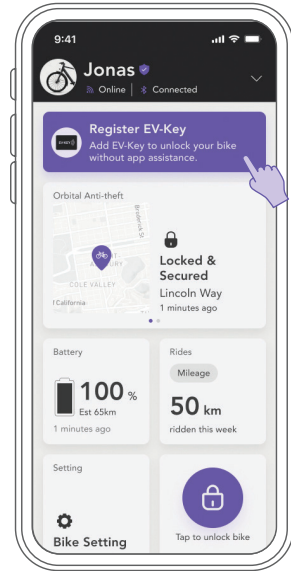 9:41
Jonas
Online | Connected
Register EV-Key
Add EV-Key to unlock your bike
without app assistance.
Orbital Anti-theft
Broderick St
COLE VALLEY
California
Locked &
Secured
Lincoln Way
1 minutes ago
Battery
100 %
Est 65km
1 minutes ago
Rides
Mileage
50 km
ridden this week
Setting
Bike Setting
Tap to unlock bike